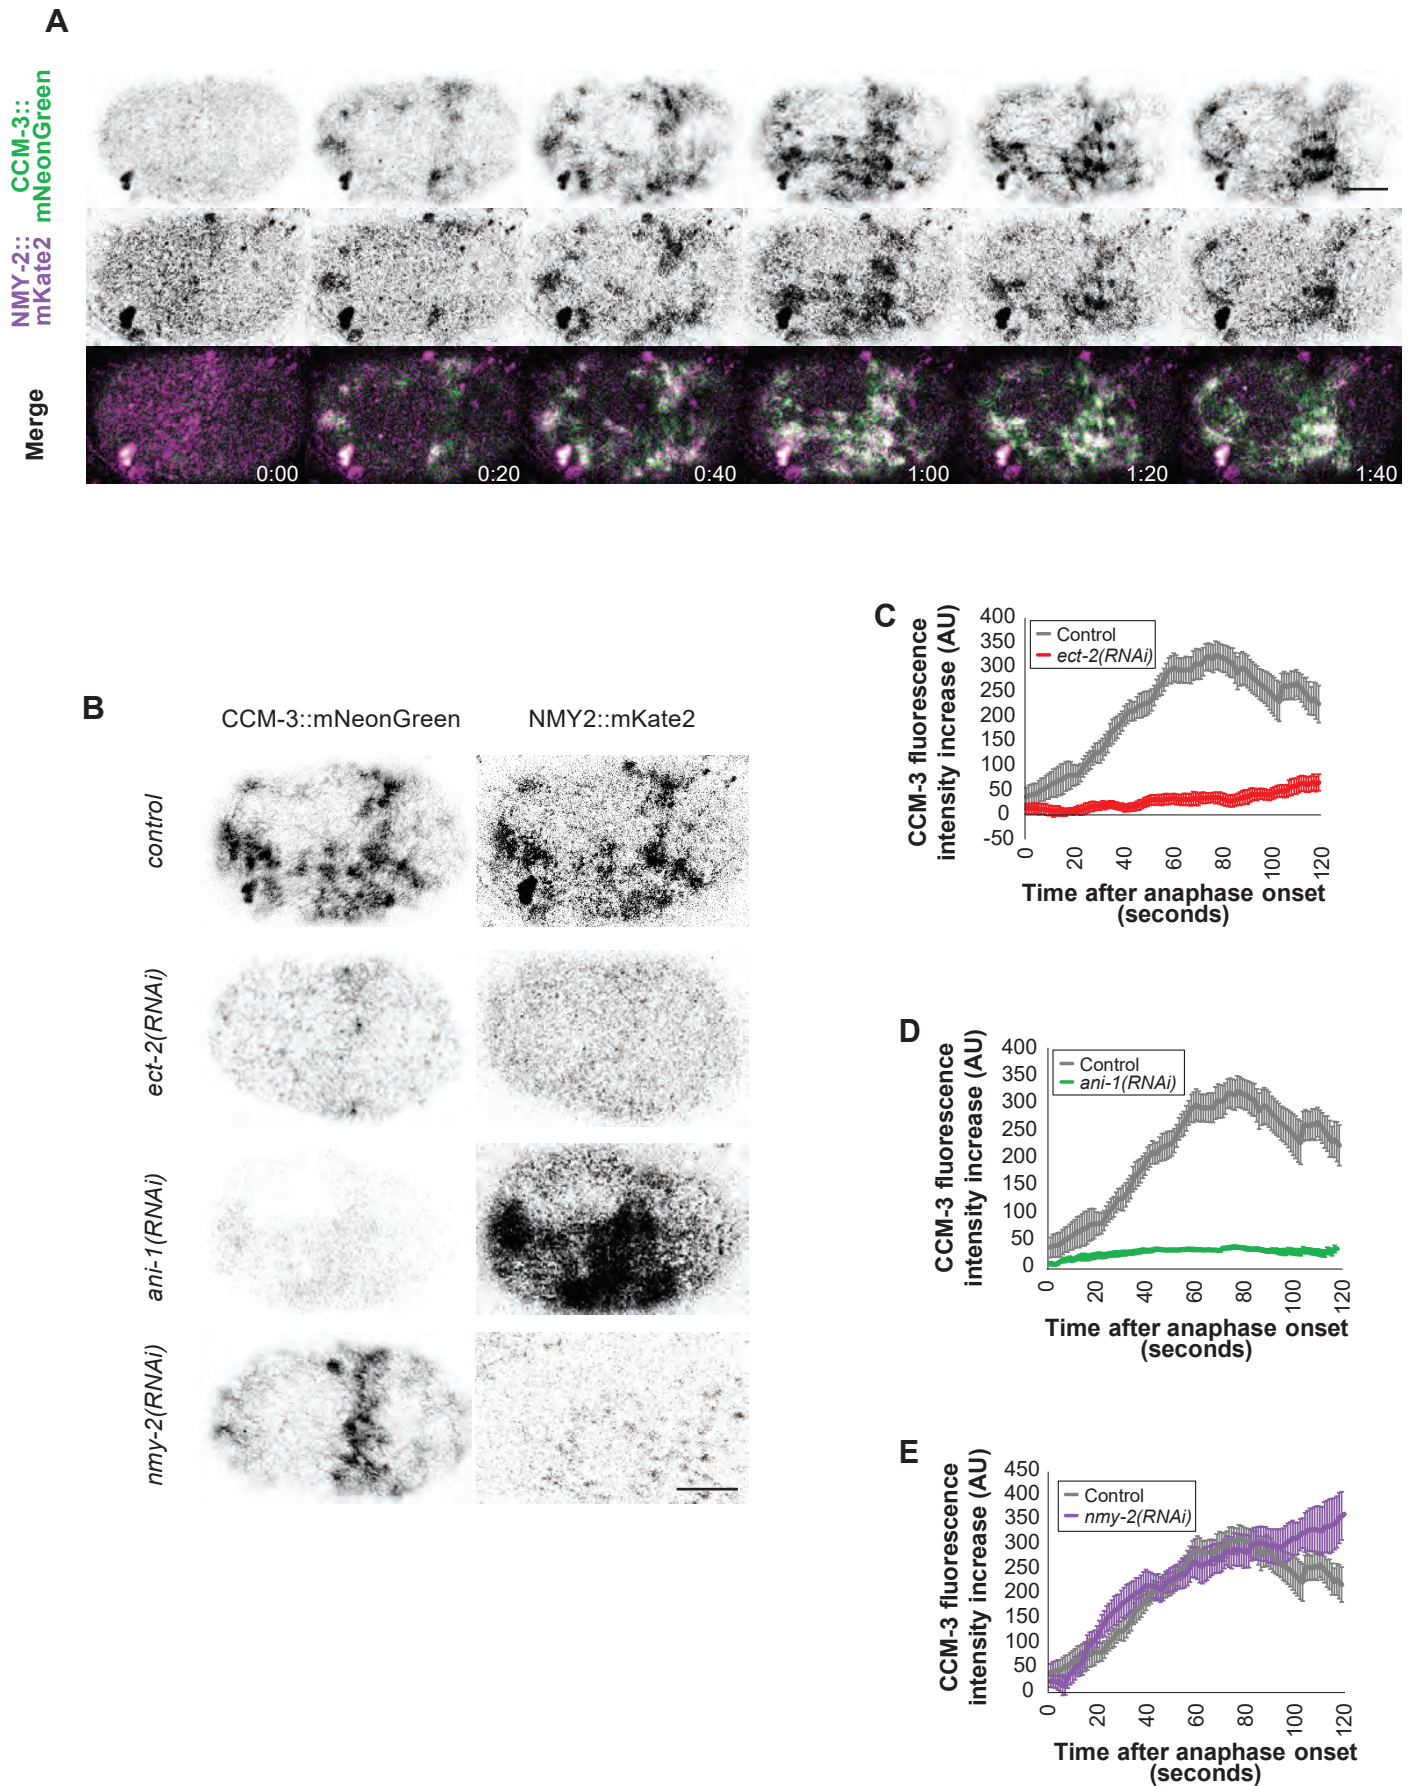 A
CCM-3::
mNeonGreen
NMY-2::
mKate2
Merge
0:00
0:20
0:40
1:00
1:20
1:40
B
CCM-3::mNeonGreen
NMY2::mKate2
control
ect-2(RNAi)
ani-1(RNAi)
nmy-2(RNAi)
C
CCM-3 fluorescence
intensity increase (AU)
400
350
300
250
200
150
100
50
0
-50
Control
ect-2(RNAi)
0
20
40
60
80
100
120
Time after anaphase onset
(seconds)
D
CCM-3 fluorescence
intensity increase (AU)
400
350
300
250
200
150
100
50
0
Control
ani-1(RNAi)
0
20
40
60
80
100
120
Time after anaphase onset
(seconds)
E
CCM-3 fluorescence
intensity increase (AU)
450
400
350
300
250
200
150
100
50
0
Control
nmy-2(RNAi)
0
20
40
60
80
100
120
Time after anaphase onset
(seconds)